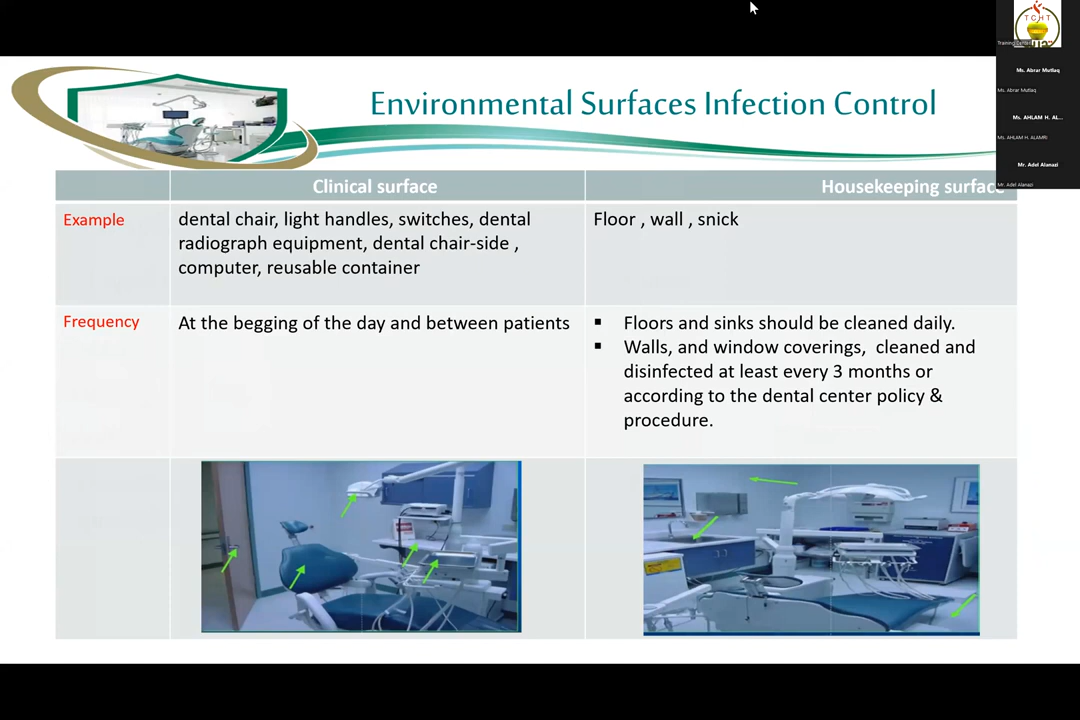 TCHT
Training Center
Environmental Surfaces Infection Control
Ms. Abrar Mutlaq
Ms. Abrar Mutlaq
Ms. AHLAM H. AL...
Ms. AHLAM H. ALAMRI
Mr. Adel Alanazi
Mr. Adel Alanazi
Clinical surface
Housekeeping surface
Example
dental chair, light handles, switches, dental
radiograph equipment, dental chair-side ,
computer, reusable container
Floor , wall , snick
Frequency
At the begging of the day and between patients
▪ Floors and sinks should be cleaned daily.
▪ Walls, and window coverings, cleaned and
disinfected at least every 3 months or
according to the dental center policy &
procedure.